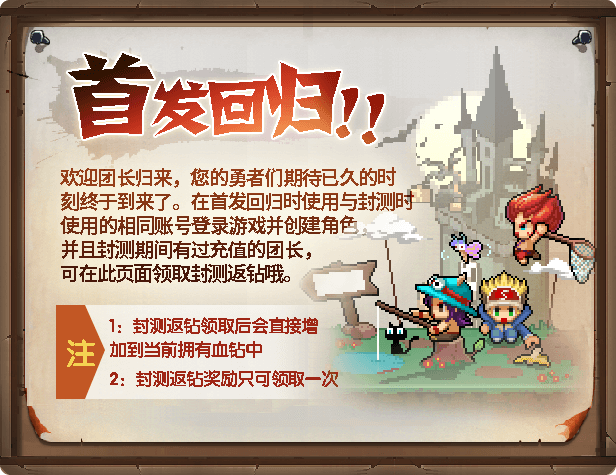 首发回归!!
欢迎团长归来，您的勇者们期待已久的时
刻终于到来了。在首发回归时使用与封测时
使用的相同账号登录游戏并创建角色
并且封测期间有过充值的团长，
可在此页面领取封测返钻哦。
注
1：封测返钻领取后会直接增
加到当前拥有血钻中
2：封测返钻奖励只可领取一次